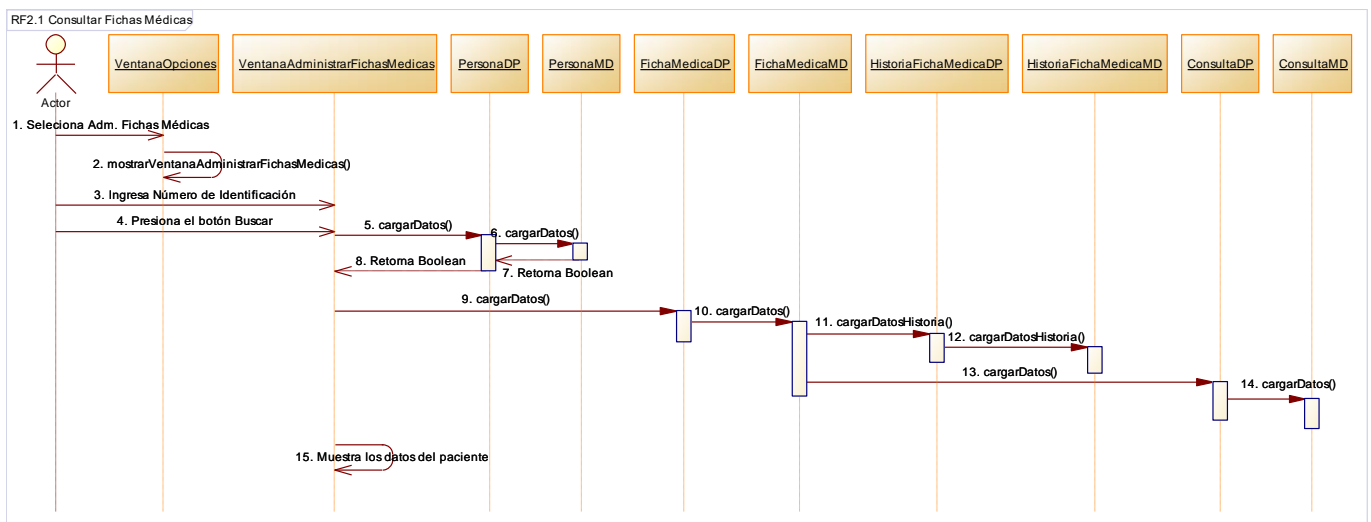 RF2.1 Consultar Fichas Médicas
Actor
VentanaOpciones
VentanaAdministrarFichasMedicas
PersonaDP
PersonaMD
FichaMedicaDP
FichaMedicaMD
HistoriaFichaMedicaDP
HistoriaFichaMedicaMD
ConsultaDP
ConsultaMD
1. Seleciona Adm. Fichas Médicas
2. mostrarVentanaAdministrarFichasMedicas()
3. Ingresa Número de Identificación
4. Presiona el botón Buscar
5. cargarDatos()
6. cargarDatos()
7. Retorna Boolean
8. Retorna Boolean
9. cargarDatos()
10. cargarDatos()
11. cargarDatosHistoria()
12. cargarDatosHistoria()
13. cargarDatos()
14. cargarDatos()
15. Muestra los datos del paciente